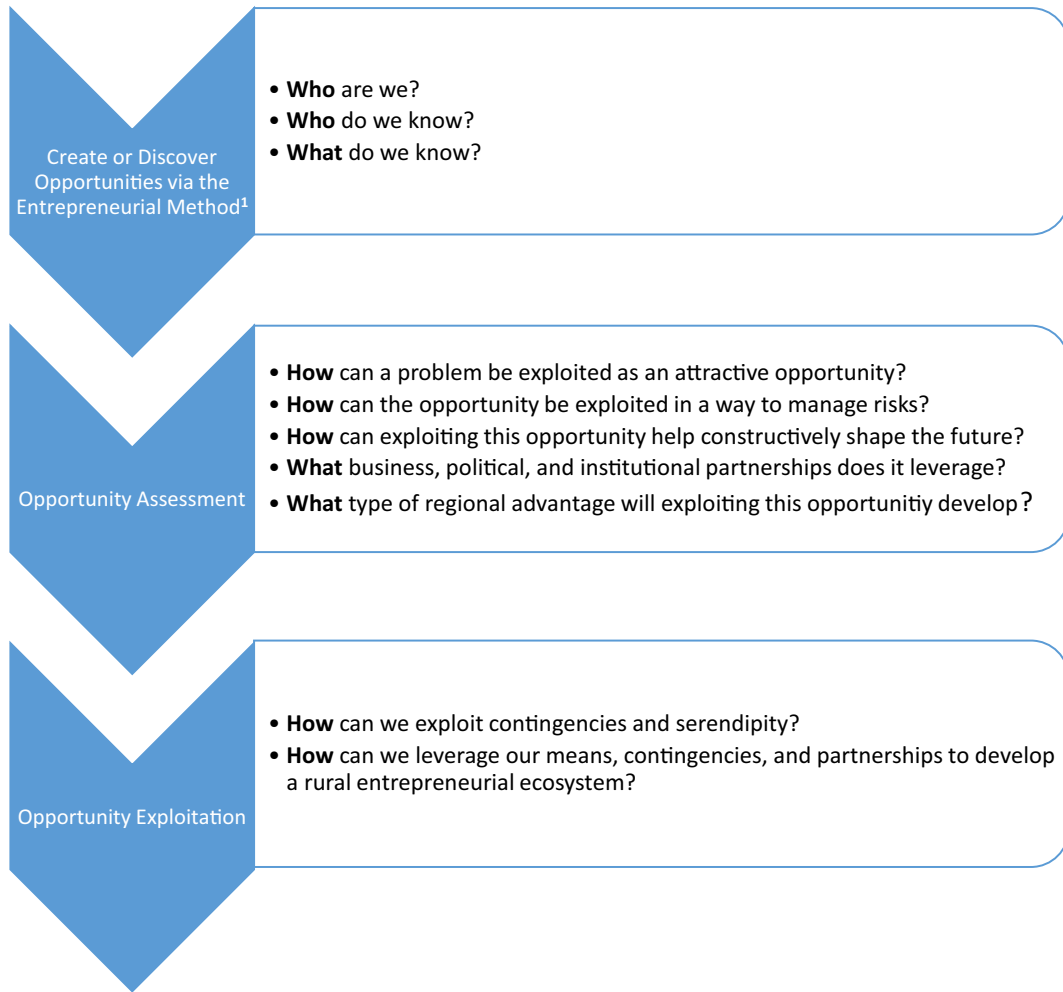 Create or Discover
Opportunities via the
Entrepreneurial Method¹
• Who are we?
• Who do we know?
• What do we know?
Opportunity Assessment
• How can a problem be exploited as an attractive opportunity?
• How can the opportunity be exploited in a way to manage risks?
• How can exploiting this opportunity help constructively shape the future?
• What business, political, and institutional partnerships does it leverage?
• What type of regional advantage will exploiting this opportunitiy develop?
Opportunity Exploitation
• How can we exploit contingencies and serendipity?
• How can we leverage our means, contingencies, and partnerships to develop
a rural entrepreneurial ecosystem?